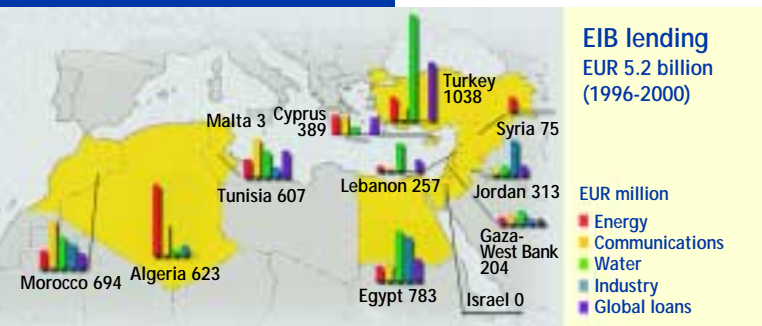 EIB lending
EUR 5.2 billion
(1996-2000)
EUR million
Energy
Communications
Water
Industry
Global loans
Turkey
1038
Malta 3
Cyprus
389
Syria 75
Tunisia 607
Lebanon 257
Jordan 313
Gaza-
West Bank
204
Morocco 694
Algeria 623
Egypt 783
Israel 0